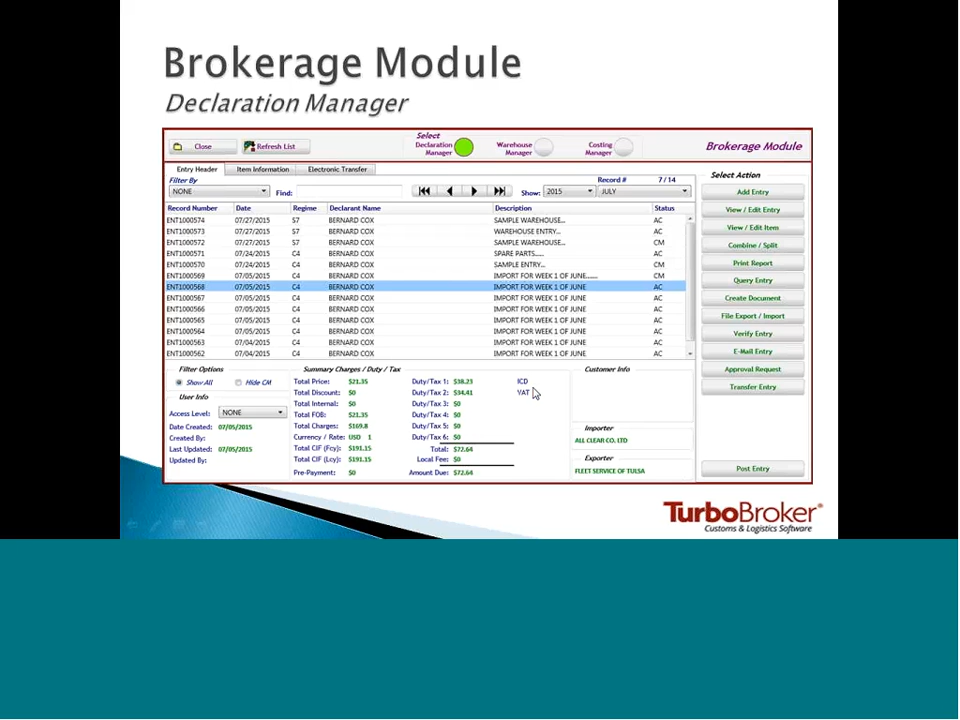 Brokerage Module
Declaration Manager
Close
Refresh List
Select
Declaration Manager
Warehouse Manager
Costing Manager
Brokerage Module
Entry Header Item Information Electronic Transfer
Filter By
NONE
Find:
Show: 2015
Record # 7 / 14
JULY
Record Number Date Regime Declarant Name Description Status
ENT1000574 07/27/2015 S7 BERNARD COX SAMPLE WAREHOUSE... AC
ENT1000573 07/27/2015 S7 BERNARD COX WAREHOUSE ENTRY... AC
ENT1000572 07/27/2015 S7 BERNARD COX SAMPLE WAREHOUSE... CM
ENT1000571 07/24/2015 C4 BERNARD COX SPARE PARTS..... AC
ENT1000570 07/24/2015 C4 BERNARD COX SAMPLE ENTRY... CM
ENT1000569 07/05/2015 C4 BERNARD COX IMPORT FOR WEEK 1 OF JUNE...... CM
ENT1000568 07/05/2015 C4 BERNARD COX IMPORT FOR WEEK 1 OF JUNE AC
ENT1000567 07/05/2015 C4 BERNARD COX IMPORT FOR WEEK 1 OF JUNE AC
ENT1000566 07/05/2015 C4 BERNARD COX IMPORT FOR WEEK 1 OF JUNE AC
ENT1000565 07/05/2015 C4 BERNARD COX IMPORT FOR WEEK 1 OF JUNE AC
ENT1000564 07/05/2015 C4 BERNARD COX IMPORT FOR WEEK 1 OF JUNE AC
ENT1000563 07/04/2015 C4 BERNARD COX IMPORT FOR WEEK 1 OF JUNE AC
ENT1000562 07/04/2015 C4 BERNARD COX IMPORT FOR WEEK 1 OF JUNE AC
Select Action
Add Entry
View / Edit Entry
View / Edit Item
Combine / Split
Print Report
Query Entry
Create Document
File Export / Import
Verify Entry
E-Mail Entry
Approval Request
Transfer Entry
Post Entry
Filter Options
Show All Hide CM
User Info
Access Level: NONE
Date Created: 07/05/2015
Created By:
Last Updated: 07/05/2015
Updated By:
Summary Charges / Duty / Tax
Total Price: $21.35
Total Discount: $0
Total Internal: $0
Total FOB: $21.35
Total Charges: $169.8
Currency / Rate: USD 1
Total CIF (Fcy): $191.15
Total CIF (Lcy): $191.15
Pre-Payment: $0
Duty/Tax 1: $38.23 ICD
Duty/Tax 2: $34.41 VAT
Duty/Tax 3: $0
Duty/Tax 4: $0
Duty/Tax 5: $0
Duty/Tax 6: $0
Total: $72.64
Local Fee: $0
Amount Due: $72.64
Customer Info
Importer
ALL CLEAR CO. LTD
Exporter
FLEET SERVICE OF TULSA
TurboBroker®
Customs & Logistics Software